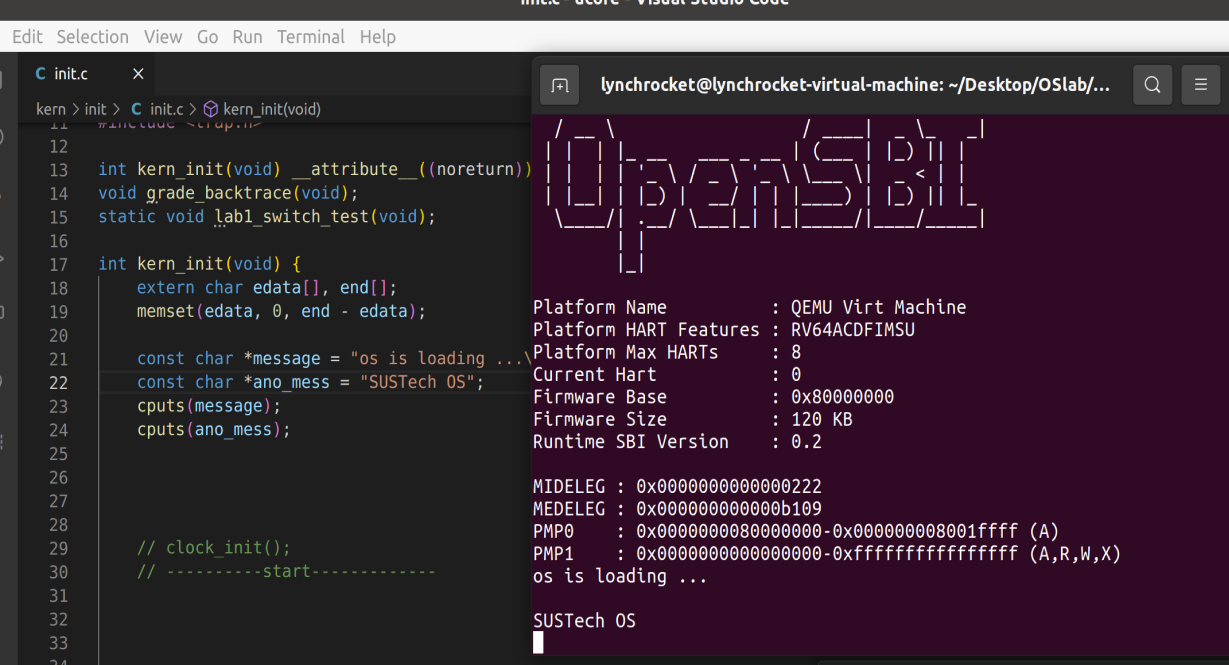 init.c - ucore - Visual Studio Code
Edit Selection View Go Run Terminal Help
C init.c ×
kern > init > C init.c > kern_init(void)
11 #include <trap.h>
12
13 int kern_init(void) __attribute__((noreturn))
14 void grade_backtrace(void);
15 static void lab1_switch_test(void);
16
17 int kern_init(void) {
18 extern char edata[], end[];
19 memset(edata, 0, end - edata);
20
21 const char *message = "os is loading ...\
22 const char *ano_mess = "SUSTech OS";
23 cputs(message);
24 cputs(ano_mess);
25
26
27
28
29 // clock_init();
30 // ----------start-------------
31
32
33
34
lynchrocket@lynchrocket-virtual-machine: ~/Desktop/OSlab/...
OpenSBI
Platform Name : QEMU Virt Machine
Platform HART Features : RV64ACDFIMSU
Platform Max HARTs : 8
Current Hart : 0
Firmware Base : 0x80000000
Firmware Size : 120 KB
Runtime SBI Version : 0.2
MIDELEG : 0x0000000000000222
MEDELEG : 0x000000000000b109
PMP0 : 0x0000000080000000-0x000000008001ffff (A)
PMP1 : 0x0000000000000000-0xffffffffffffffff (A,R,W,X)
os is loading ...
SUSTech OS